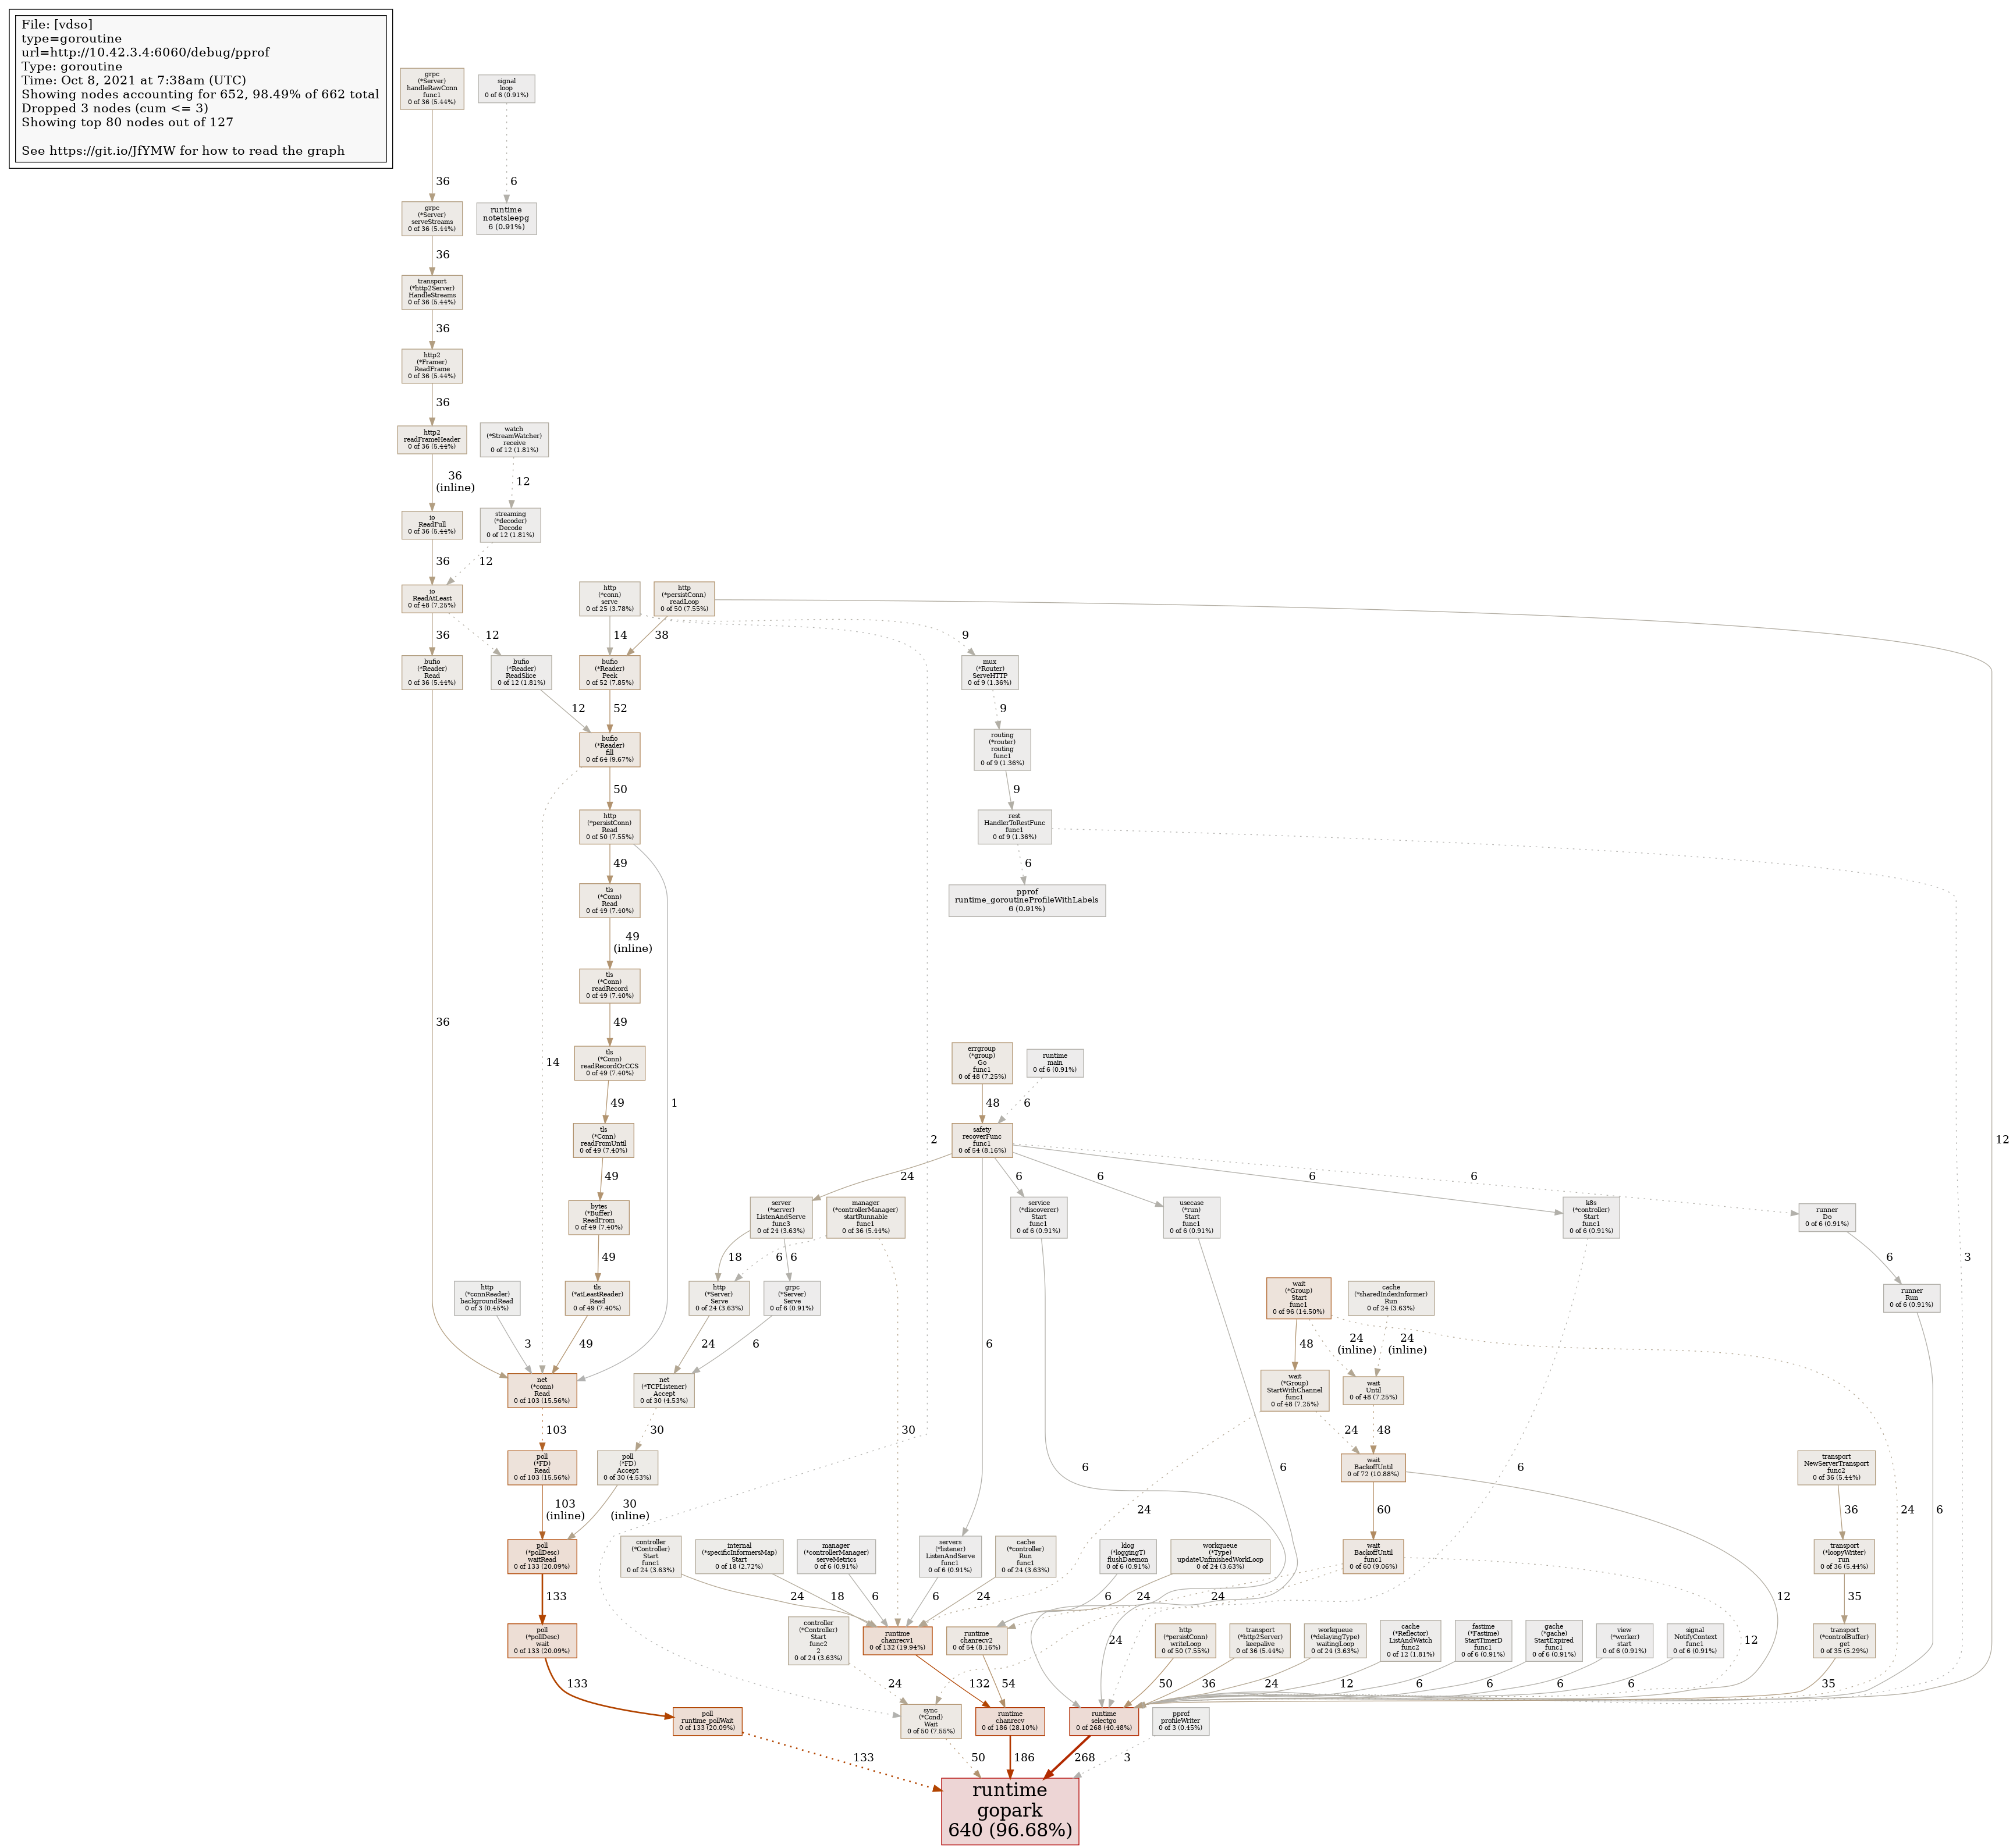 File: [vdso]
type=goroutine
url=http://10.42.3.4:6060/debug/pprof
Type: goroutine
Time: Oct 8, 2021 at 7:38am (UTC)
Showing nodes accounting for 652, 98.49% of 662 total
Dropped 3 nodes (cum <= 3)
Showing top 80 nodes out of 127
See https://git.io/JfYMW for how to read the graph
grpc
(*Server)
handleRawConn
func1
0 of 36 (5.44%)
signal
loop
0 of 6 (0.91%)
36
6
grpc
(*Server)
serveStreams
0 of 36 (5.44%)
runtime
notetsleepg
6 (0.91%)
36
transport
(*http2Server)
HandleStreams
0 of 36 (5.44%)
36
http2
(*Framer)
ReadFrame
0 of 36 (5.44%)
36
http2
readFrameHeader
0 of 36 (5.44%)
watch
(*StreamWatcher)
receive
0 of 12 (1.81%)
36
(inline)
12
io
ReadFull
0 of 36 (5.44%)
streaming
(*decoder)
Decode
0 of 12 (1.81%)
36
12
io
ReadAtLeast
0 of 48 (7.25%)
http
(*conn)
serve
0 of 25 (3.78%)
http
(*persistConn)
readLoop
0 of 50 (7.55%)
36
12
14
38
9
bufio
(*Reader)
Read
0 of 36 (5.44%)
bufio
(*Reader)
ReadSlice
0 of 12 (1.81%)
bufio
(*Reader)
Peek
0 of 52 (7.85%)
mux
(*Router)
ServeHTTP
0 of 9 (1.36%)
12
52
9
bufio
(*Reader)
fill
0 of 64 (9.67%)
routing
(*router)
routing
func1
0 of 9 (1.36%)
50
9
http
(*persistConn)
Read
0 of 50 (7.55%)
rest
HandlerToRestFunc
func1
0 of 9 (1.36%)
49
6
tls
(*Conn)
Read
0 of 49 (7.40%)
pprof
runtime_goroutineProfileWithLabels
6 (0.91%)
49
(inline)
tls
(*Conn)
readRecord
0 of 49 (7.40%)
36
49
14
tls
(*Conn)
readRecordOrCCS
0 of 49 (7.40%)
errgroup
(*group)
Go
func1
0 of 48 (7.25%)
runtime
main
0 of 6 (0.91%)
49
1
48
6
tls
(*Conn)
readFromUntil
0 of 49 (7.40%)
2
safety
recoverFunc
func1
0 of 54 (8.16%)
12
49
24
6
6
6
6
bytes
(*Buffer)
ReadFrom
0 of 49 (7.40%)
server
(*server)
ListenAndServe
func3
0 of 24 (3.63%)
manager
(*controllerManager)
startRunnable
func1
0 of 36 (5.44%)
service
(*discoverer)
Start
func1
0 of 6 (0.91%)
usecase
(*run)
Start
func1
0 of 6 (0.91%)
k8s
(*controller)
Start
func1
0 of 6 (0.91%)
runner
Do
0 of 6 (0.91%)
49
18
6
6
6
3
http
(*connReader)
backgroundRead
0 of 3 (0.45%)
tls
(*atLeastReader)
Read
0 of 49 (7.40%)
http
(*Server)
Serve
0 of 24 (3.63%)
grpc
(*Server)
Serve
0 of 6 (0.91%)
wait
(*Group)
Start
func1
0 of 96 (14.50%)
cache
(*sharedIndexInformer)
Run
0 of 24 (3.63%)
runner
Run
0 of 6 (0.91%)
3
49
24
6
6
48
24
(inline)
24
(inline)
net
(*conn)
Read
0 of 103 (15.56%)
net
(*TCPListener)
Accept
0 of 30 (4.53%)
wait
(*Group)
StartWithChannel
func1
0 of 48 (7.25%)
wait
Until
0 of 48 (7.25%)
103
30
30
24
48
poll
(*FD)
Read
0 of 103 (15.56%)
poll
(*FD)
Accept
0 of 30 (4.53%)
6
6
6
wait
BackoffUntil
0 of 72 (10.88%)
transport
NewServerTransport
func2
0 of 36 (5.44%)
103
(inline)
30
(inline)
24
60
36
24
6
poll
(*pollDesc)
waitRead
0 of 133 (20.09%)
controller
(*Controller)
Start
func1
0 of 24 (3.63%)
internal
(*specificInformersMap)
Start
0 of 18 (2.72%)
manager
(*controllerManager)
serveMetrics
0 of 6 (0.91%)
servers
(*listener)
ListenAndServe
func1
0 of 6 (0.91%)
cache
(*controller)
Run
func1
0 of 24 (3.63%)
klog
(*loggingT)
flushDaemon
0 of 6 (0.91%)
workqueue
(*Type)
updateUnfinishedWorkLoop
0 of 24 (3.63%)
wait
BackoffUntil
func1
0 of 60 (9.06%)
transport
(*loopyWriter)
run
0 of 36 (5.44%)
133
24
18
6
6
24
6
24
24
12
35
poll
(*pollDesc)
wait
0 of 133 (20.09%)
controller
(*Controller)
Start
func2
2
0 of 24 (3.63%)
runtime
chanrecv1
0 of 132 (19.94%)
runtime
chanrecv2
0 of 54 (8.16%)
24
http
(*persistConn)
writeLoop
0 of 50 (7.55%)
transport
(*http2Server)
keepalive
0 of 36 (5.44%)
workqueue
(*delayingType)
waitingLoop
0 of 24 (3.63%)
cache
(*Reflector)
ListAndWatch
func2
0 of 12 (1.81%)
fastime
(*Fastime)
StartTimerD
func1
0 of 6 (0.91%)
gache
(*gache)
StartExpired
func1
0 of 6 (0.91%)
view
(*worker)
start
0 of 6 (0.91%)
signal
NotifyContext
func1
0 of 6 (0.91%)
12
transport
(*controlBuffer)
get
0 of 35 (5.29%)
133
24
132
54
50
36
24
12
6
6
6
6
35
poll
runtime_pollWait
0 of 133 (20.09%)
sync
(*Cond)
Wait
0 of 50 (7.55%)
runtime
chanrecv
0 of 186 (28.10%)
runtime
selectgo
0 of 268 (40.48%)
pprof
profileWriter
0 of 3 (0.45%)
133
50
186
268
3
runtime
gopark
640 (96.68%)